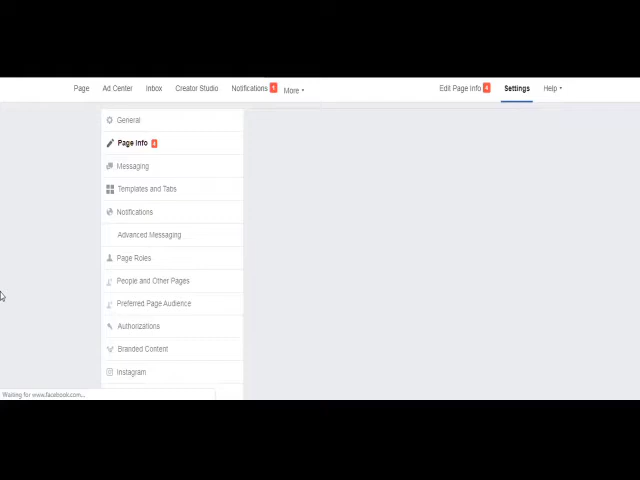 Page Ad Center Inbox Creator Studio Notifications More Edit Page Info 4 Settings Help
General
Page Info
Messaging
Templates and Tabs
Notifications
Advanced Messaging
Page Roles
People and Other Pages
Preferred Page Audience
Authorizations
Branded Content
Instagram
Waiting for www.facebook.com...